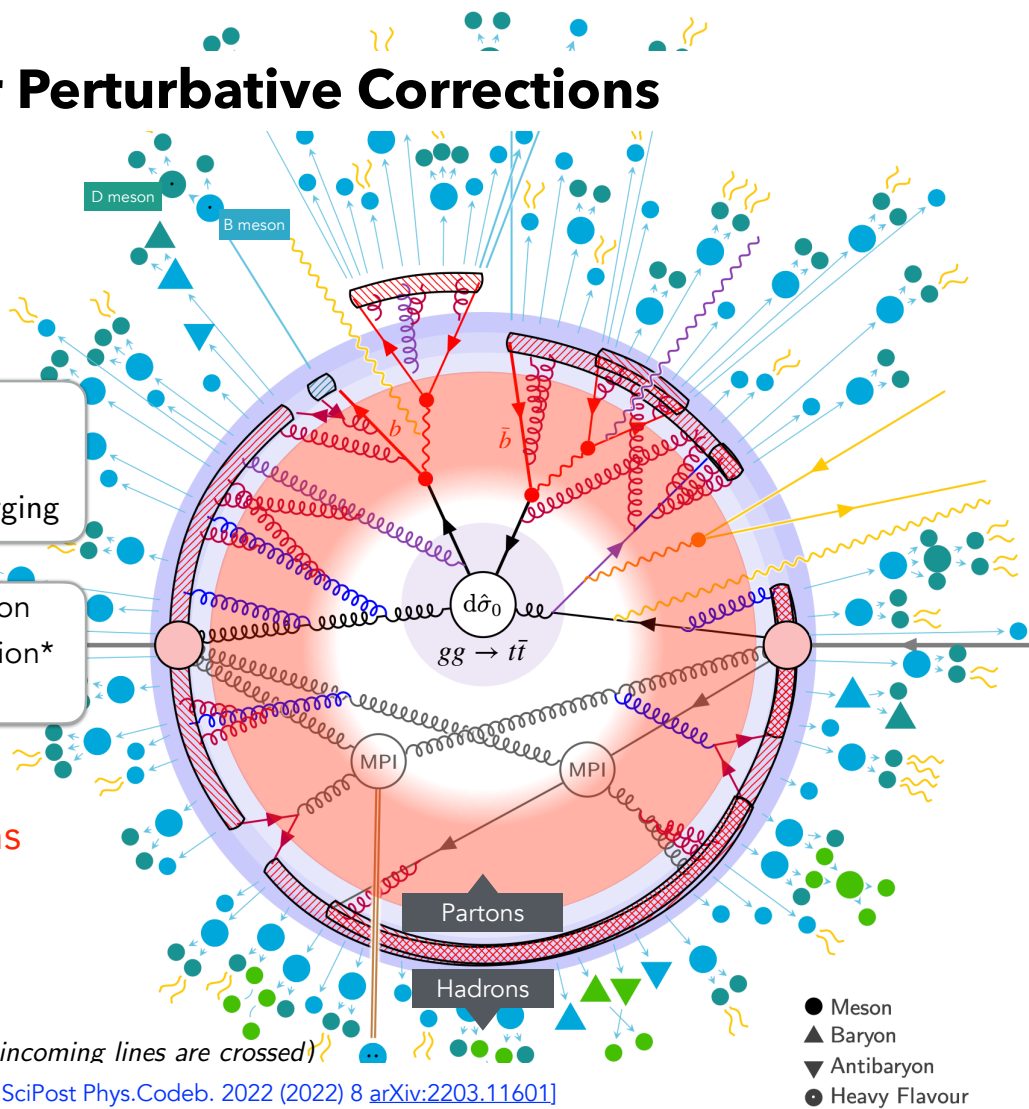 r Perturbative Corrections
D meson
B meson
b
b̄
ging
on
ion*
dσ̂₀
gg → tt̄
MPI
MPI
ns
Partons
Hadrons
Meson
Baryon
Antibaryon
Heavy Flavour
incoming lines are crossed)
SciPost Phys.Codeb. 2022 (2022) 8 arXiv:2203.11601]